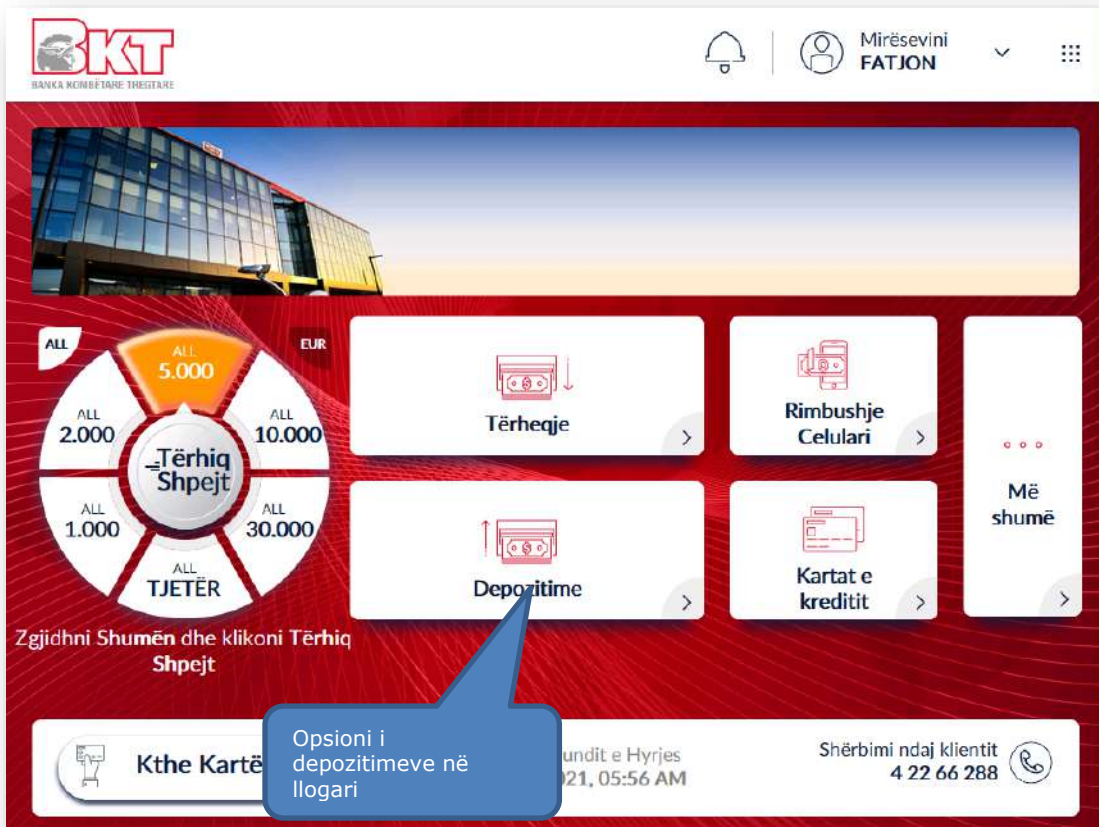 BKT
BANKA KOMBËTARE TREGTARE
Mirësevini
FATJON
ALL
EUR
ALL
5.000
ALL
2.000
ALL
10.000
Tërhiq
Shpejt
ALL
1.000
ALL
30.000
ALL
TJETËR
Zgjidhni Shumën dhe klikoni Tërhiq
Shpejt
Tërheqje
Rimbushje
Celulari
Më
shumë
Depozitime
Kartat e
kreditit
Kthe Kartë
Opsioni i
depozitimeve në
llogari
undit e Hyrjes
021, 05:56 AM
Shërbimi ndaj klientit
4 22 66 288